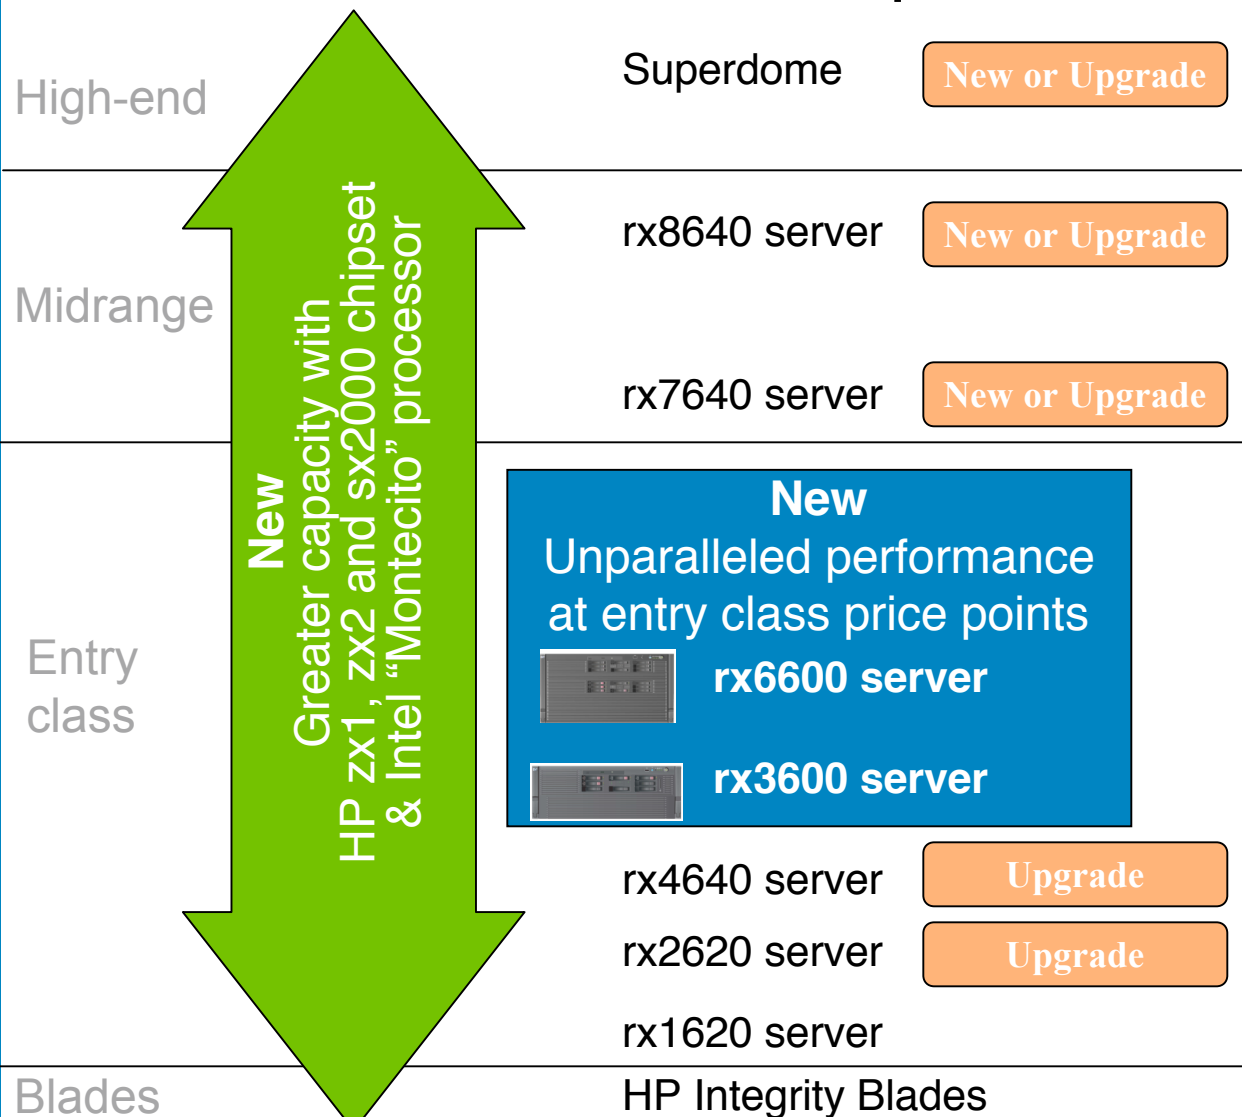 High-end
Superdome
New or Upgrade
Midrange
rx8640 server
New or Upgrade
rx7640 server
New or Upgrade
New
Greater capacity with
HP zx1, zx2 and sx2000 chipset
& Intel “Montecito” processor
Entry
class
New
Unparalleled performance
at entry class price points
rx6600 server
rx3600 server
rx4640 server
Upgrade
rx2620 server
Upgrade
rx1620 server
Blades
HP Integrity Blades